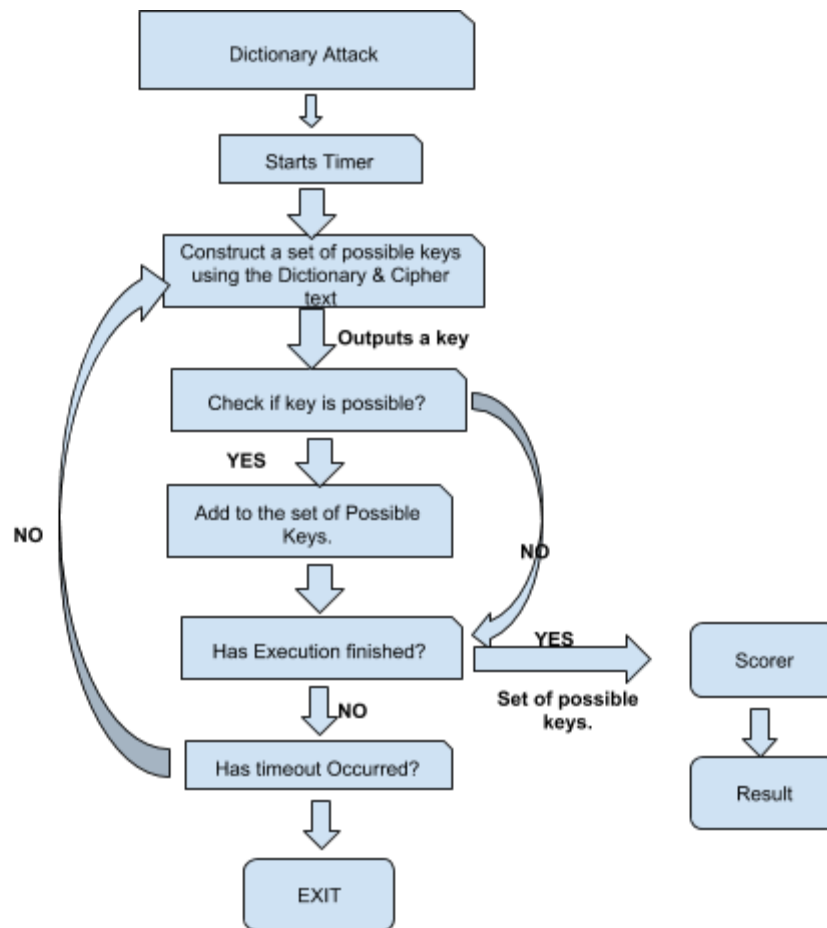 Dictionary Attack
Starts Timer
Construct a set of possible keys
using the Dictionary & Cipher
text
Outputs a key
Check if key is possible?
YES
Add to the set of Possible
Keys.
NO
NO
Has Execution finished?
YES
Set of possible
keys.
Scorer
NO
Has timeout Occurred?
Result
EXIT